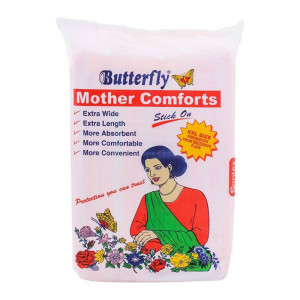 Butterfly
Mother Comforts
Stick On
✓ Extra Wide
✓ Extra Length
✓ More Absorbent
✓ More Comfortable
✓ More Convenient
XXL SIZE
Protection you can trust